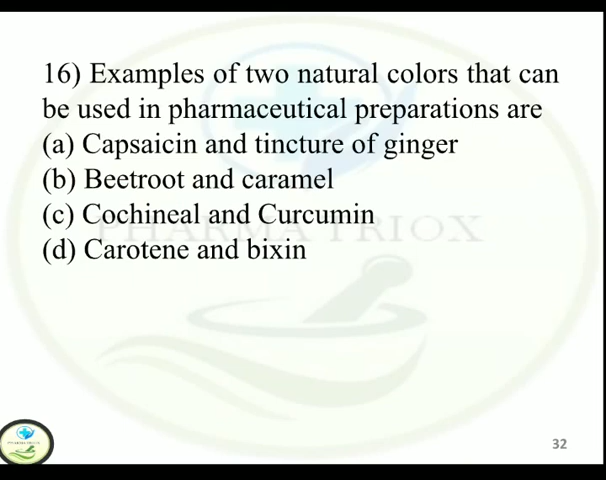 16) Examples of two natural colors that can
be used in pharmaceutical preparations are
(a) Capsaicin and tincture of ginger
(b) Beetroot and caramel
(c) Cochineal and Curcumin
(d) Carotene and bixin
PHARMA TRIOX
32